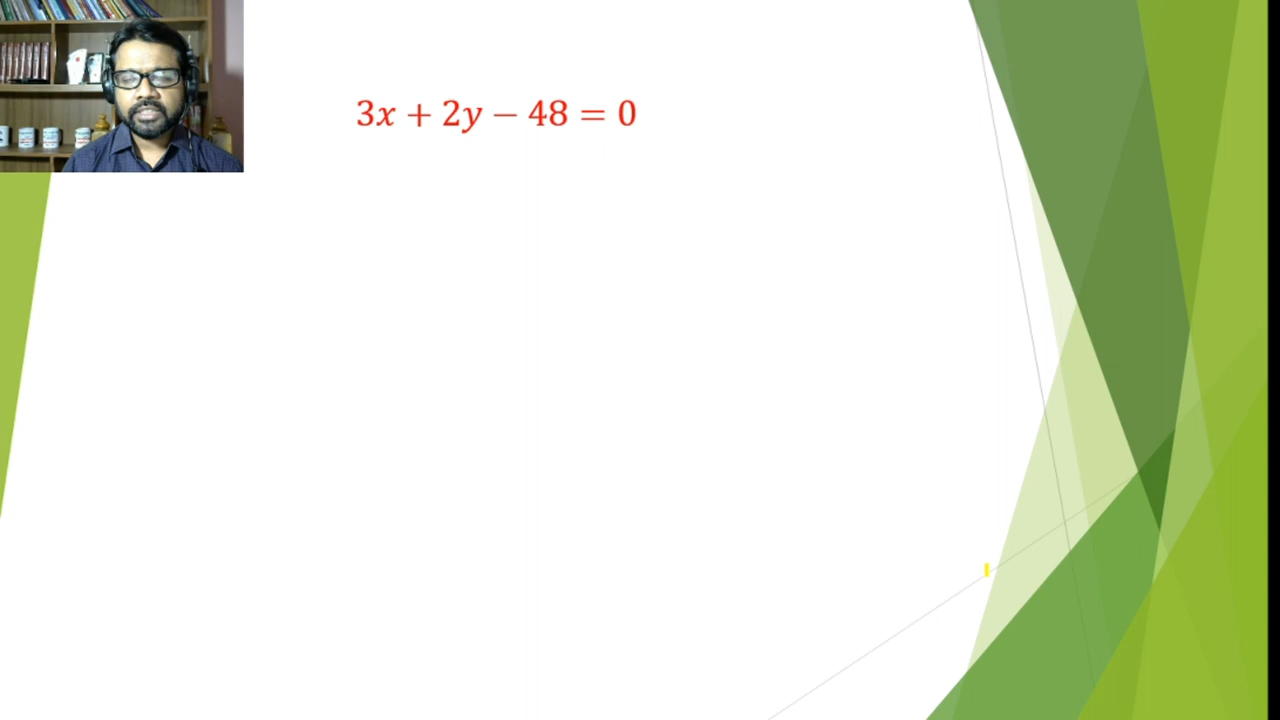 3x + 2y − 48 = 0